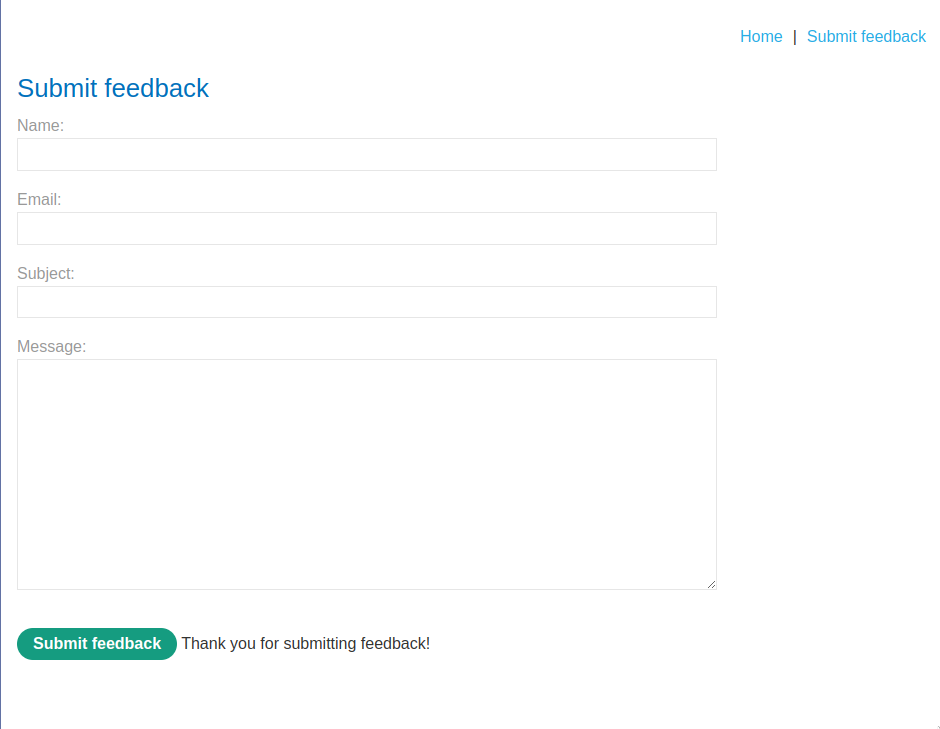 Home | Submit feedback
Submit feedback
Name:
Email:
Subject:
Message:
Submit feedback Thank you for submitting feedback!